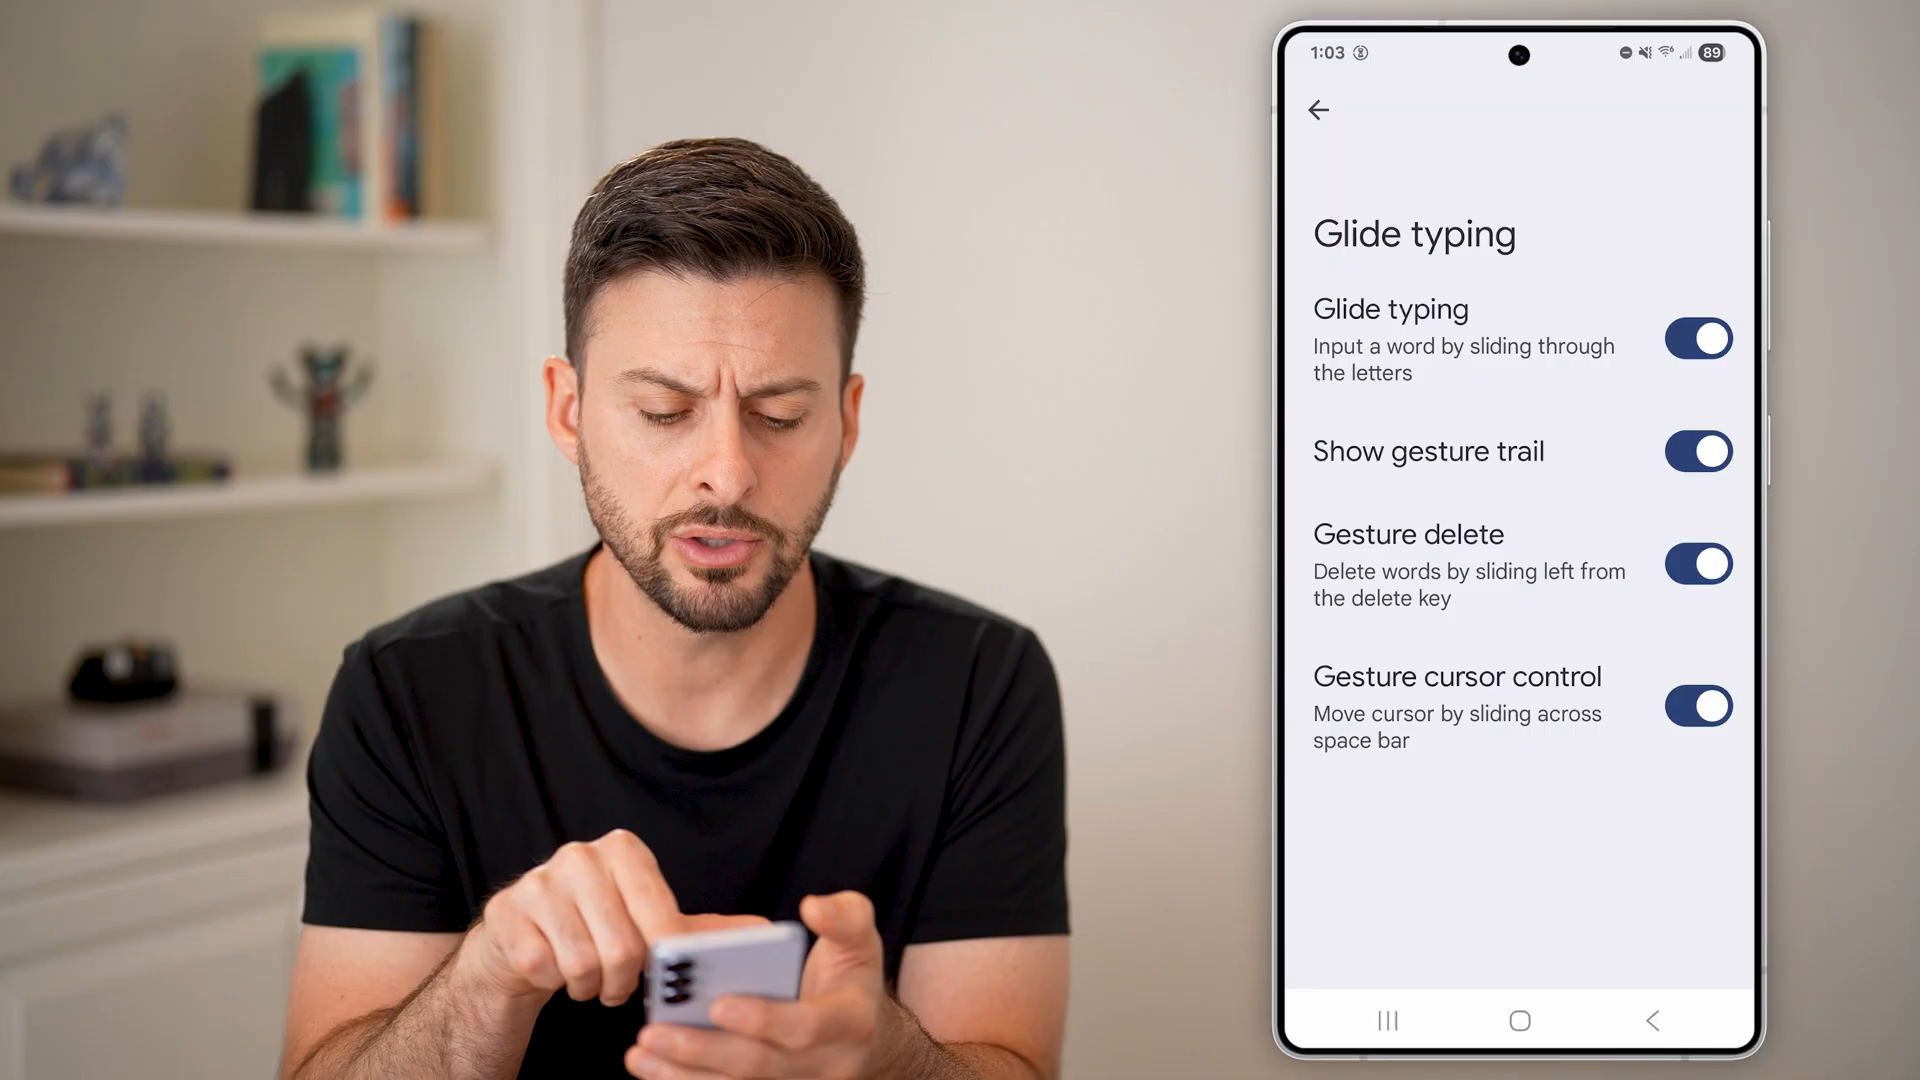 1:03
89
Glide typing
Glide typing
Input a word by sliding through
the letters
Show gesture trail
Gesture delete
Delete words by sliding left from
the delete key
Gesture cursor control
Move cursor by sliding across
space bar